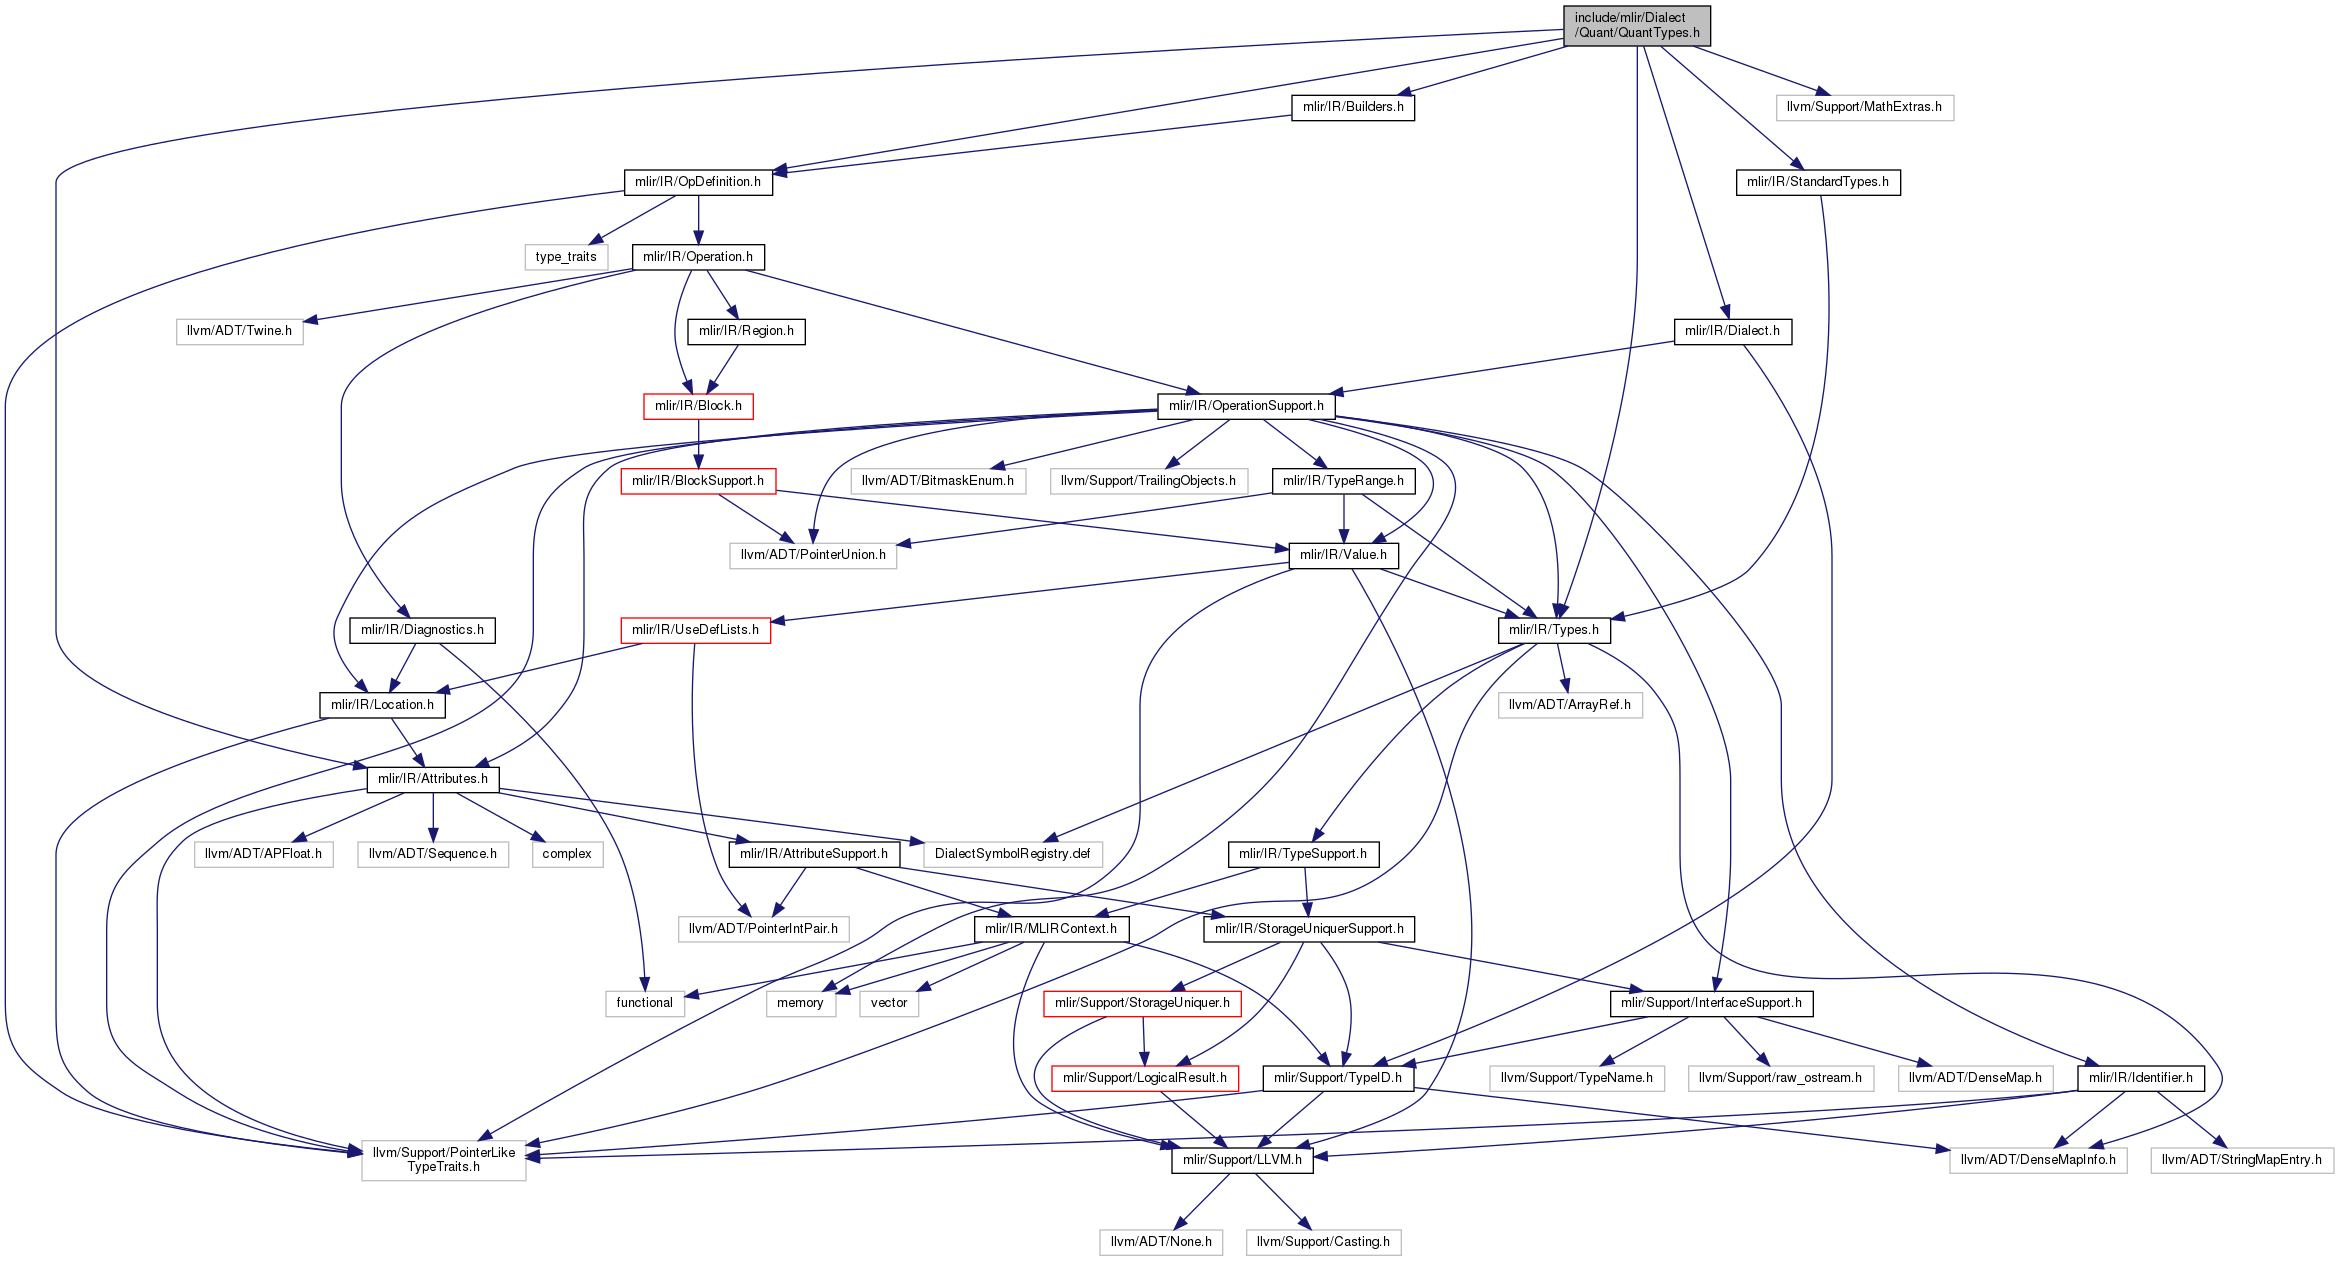 include/mlir/Dialect
/Quant/QuantTypes.h
mlir/IR/Builders.h
llvm/Support/MathExtras.h
mlir/IR/OpDefinition.h
mlir/IR/StandardTypes.h
type_traits
mlir/IR/Operation.h
llvm/ADT/Twine.h
mlir/IR/Region.h
mlir/IR/Dialect.h
mlir/IR/Block.h
mlir/IR/OperationSupport.h
mlir/IR/BlockSupport.h
llvm/ADT/BitmaskEnum.h
llvm/Support/TrailingObjects.h
mlir/IR/TypeRange.h
llvm/ADT/PointerUnion.h
mlir/IR/Value.h
mlir/IR/Diagnostics.h
mlir/IR/UseDefLists.h
mlir/IR/Types.h
mlir/IR/Location.h
llvm/ADT/ArrayRef.h
mlir/IR/Attributes.h
llvm/ADT/APFloat.h
llvm/ADT/Sequence.h
complex
mlir/IR/AttributeSupport.h
DialectSymbolRegistry.def
mlir/IR/TypeSupport.h
llvm/ADT/PointerIntPair.h
mlir/IR/MLIRContext.h
mlir/IR/StorageUniquerSupport.h
functional
memory
vector
mlir/Support/StorageUniquer.h
mlir/Support/InterfaceSupport.h
mlir/Support/LogicalResult.h
mlir/Support/TypeID.h
llvm/Support/TypeName.h
llvm/Support/raw_ostream.h
llvm/ADT/DenseMap.h
mlir/IR/Identifier.h
llvm/Support/PointerLike
TypeTraits.h
mlir/Support/LLVM.h
llvm/ADT/DenseMapInfo.h
llvm/ADT/StringMapEntry.h
llvm/ADT/None.h
llvm/Support/Casting.h